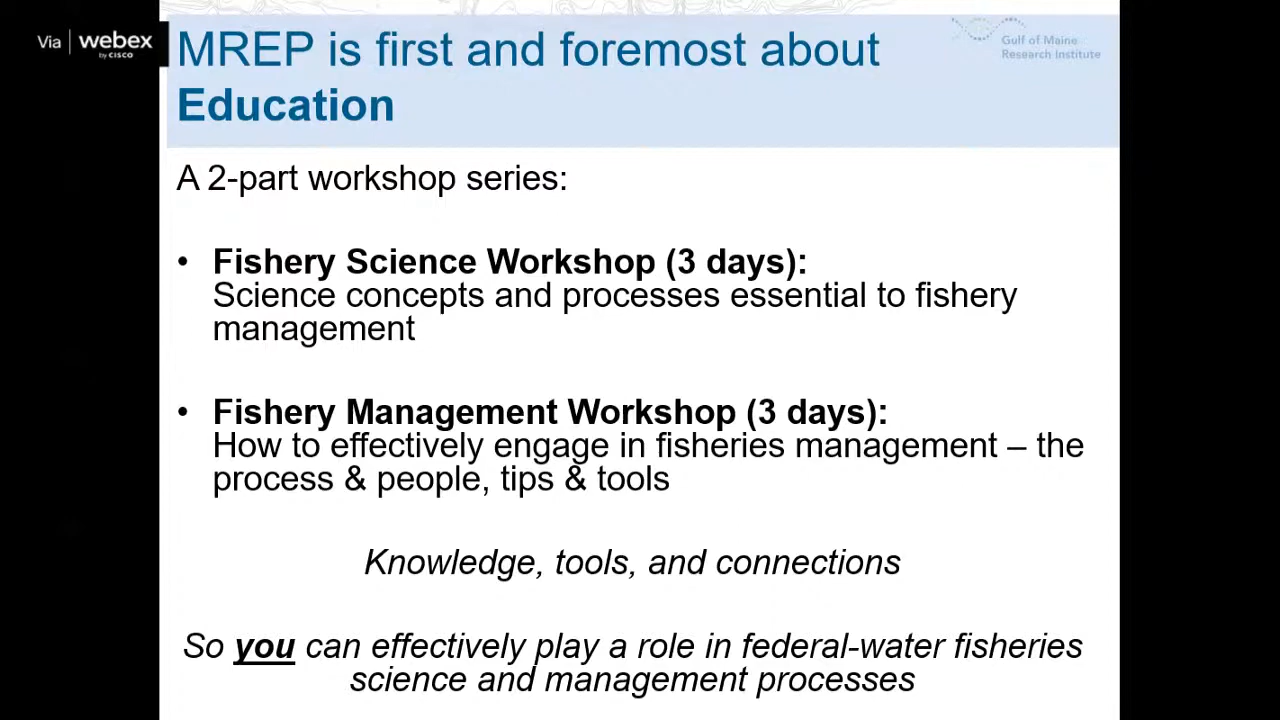 Via | webex
by CISCO
MREP is first and foremost about
Education
Gulf of Maine
Research Institute
A 2-part workshop series:
• Fishery Science Workshop (3 days):
Science concepts and processes essential to fishery
management
• Fishery Management Workshop (3 days):
How to effectively engage in fisheries management – the
process & people, tips & tools
Knowledge, tools, and connections
So you can effectively play a role in federal-water fisheries
science and management processes